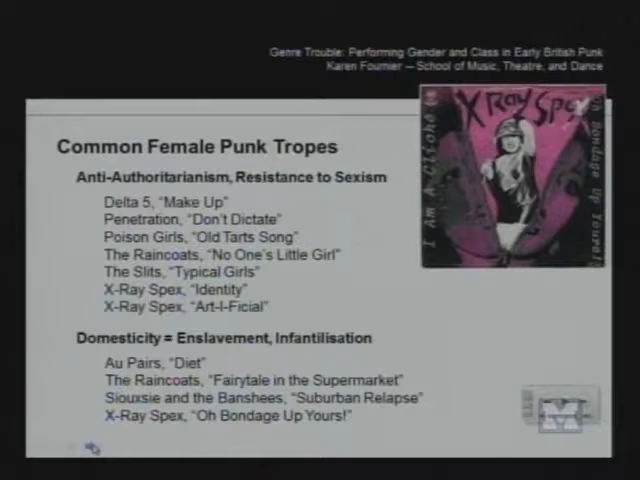 Genre Trouble: Performing Gender and Class in Early British Punk
Karen Fournier — School of Music, Theatre, and Dance
Common Female Punk Tropes
Anti-Authoritarianism, Resistance to Sexism
Delta 5, “Make Up”
Penetration, “Don’t Dictate”
Poison Girls, “Old Tarts Song”
The Raincoats, “No One’s Little Girl”
The Slits, “Typical Girls”
X-Ray Spex, “Identity”
X-Ray Spex, “Art-I-Ficial”
Domesticity = Enslavement, Infantilisation
Au Pairs, “Diet”
The Raincoats, “Fairytale in the Supermarket”
Siouxsie and the Banshees, “Suburban Relapse”
X-Ray Spex, “Oh Bondage Up Yours!”
X Ray Spex
I Am A Cliché
Oh Bondage Up Yours!
M